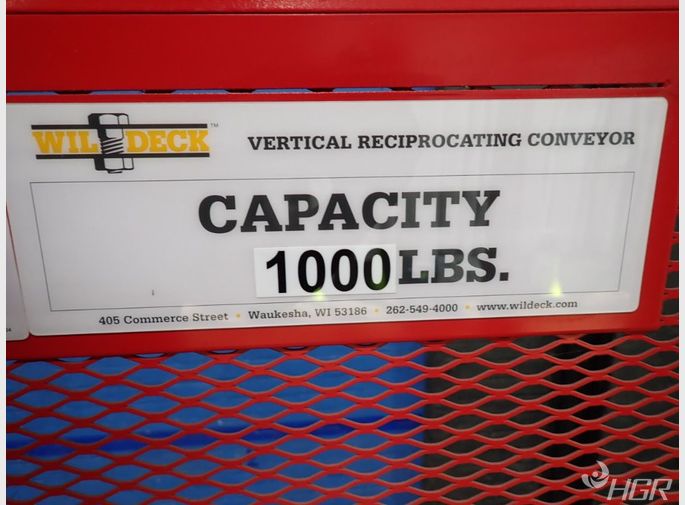 WILDECK™
VERTICAL RECIPROCATING CONVEYOR
CAPACITY
1000 LBS.
405 Commerce Street • Waukesha, WI 53186 • 262-549-4000 • www.wildeck.com
HGR